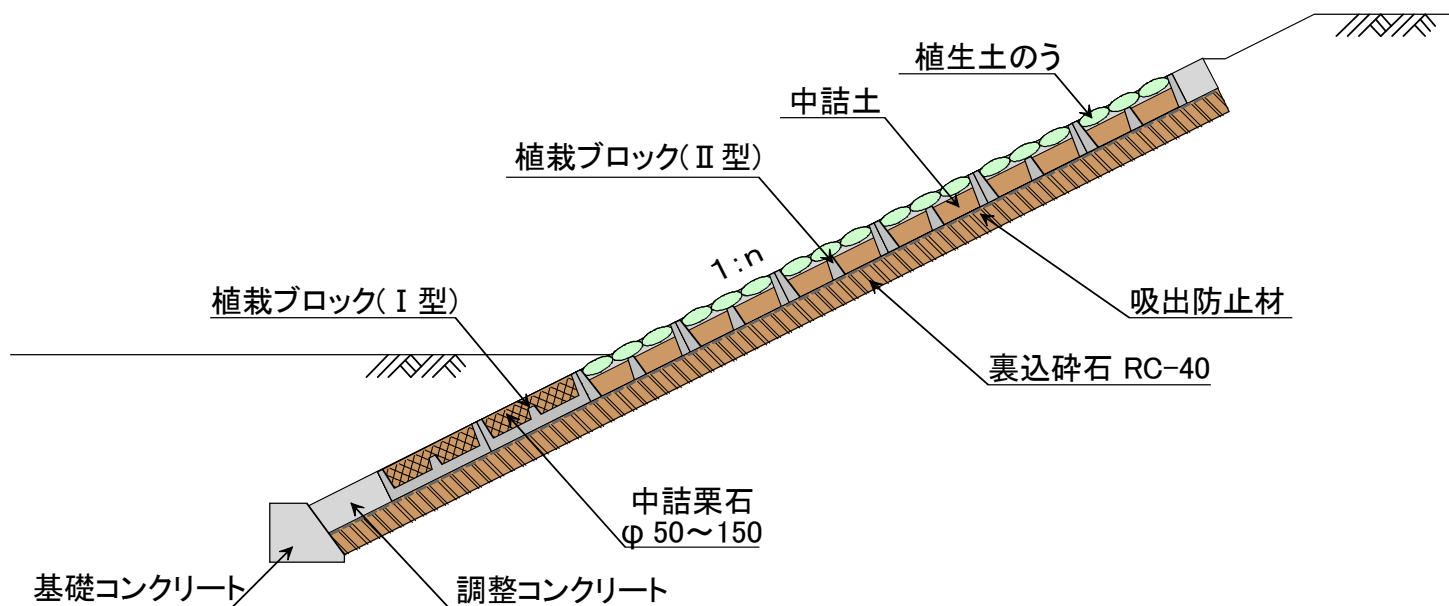 植生土のう
中詰土
植栽ブロック(Ⅱ型)
1:n
植栽ブロック(Ⅰ型)
吸出防止材
裏込砕石 RC-40
中詰栗石
φ50～150
基礎コンクリート
調整コンクリート